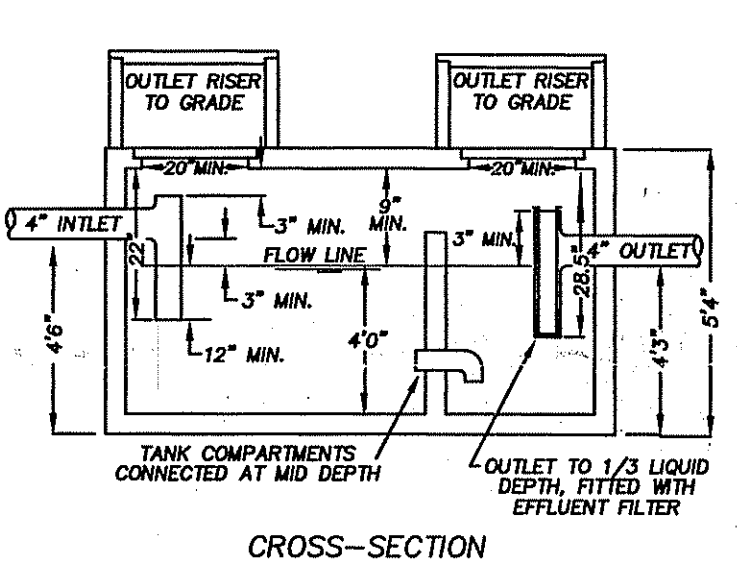 OUTLET RISER
TO GRADE
OUTLET RISER
TO GRADE
20"MIN.
20"MIN.
4" INTLET
22"
3" MIN.
9"
MIN.
3" MIN.
28.5"
4" OUTLET
FLOW LINE
3" MIN.
12" MIN.
4'0"
4'6"
4'3"
5'4"
TANK COMPARTMENTS
CONNECTED AT MID DEPTH
OUTLET TO 1/3 LIQUID
DEPTH, FITTED WITH
EFFLUENT FILTER
CROSS-SECTION